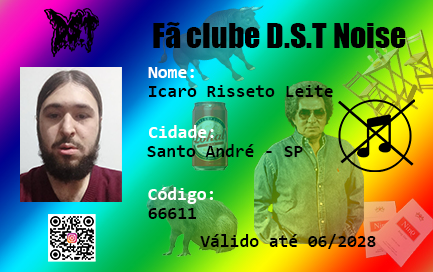 D.S.T
Fã clube D.S.T Noise
Nome:
Icaro Risseto Leite
Cidade:
Santo André - SP
Código:
66611
Válido até 06/2028